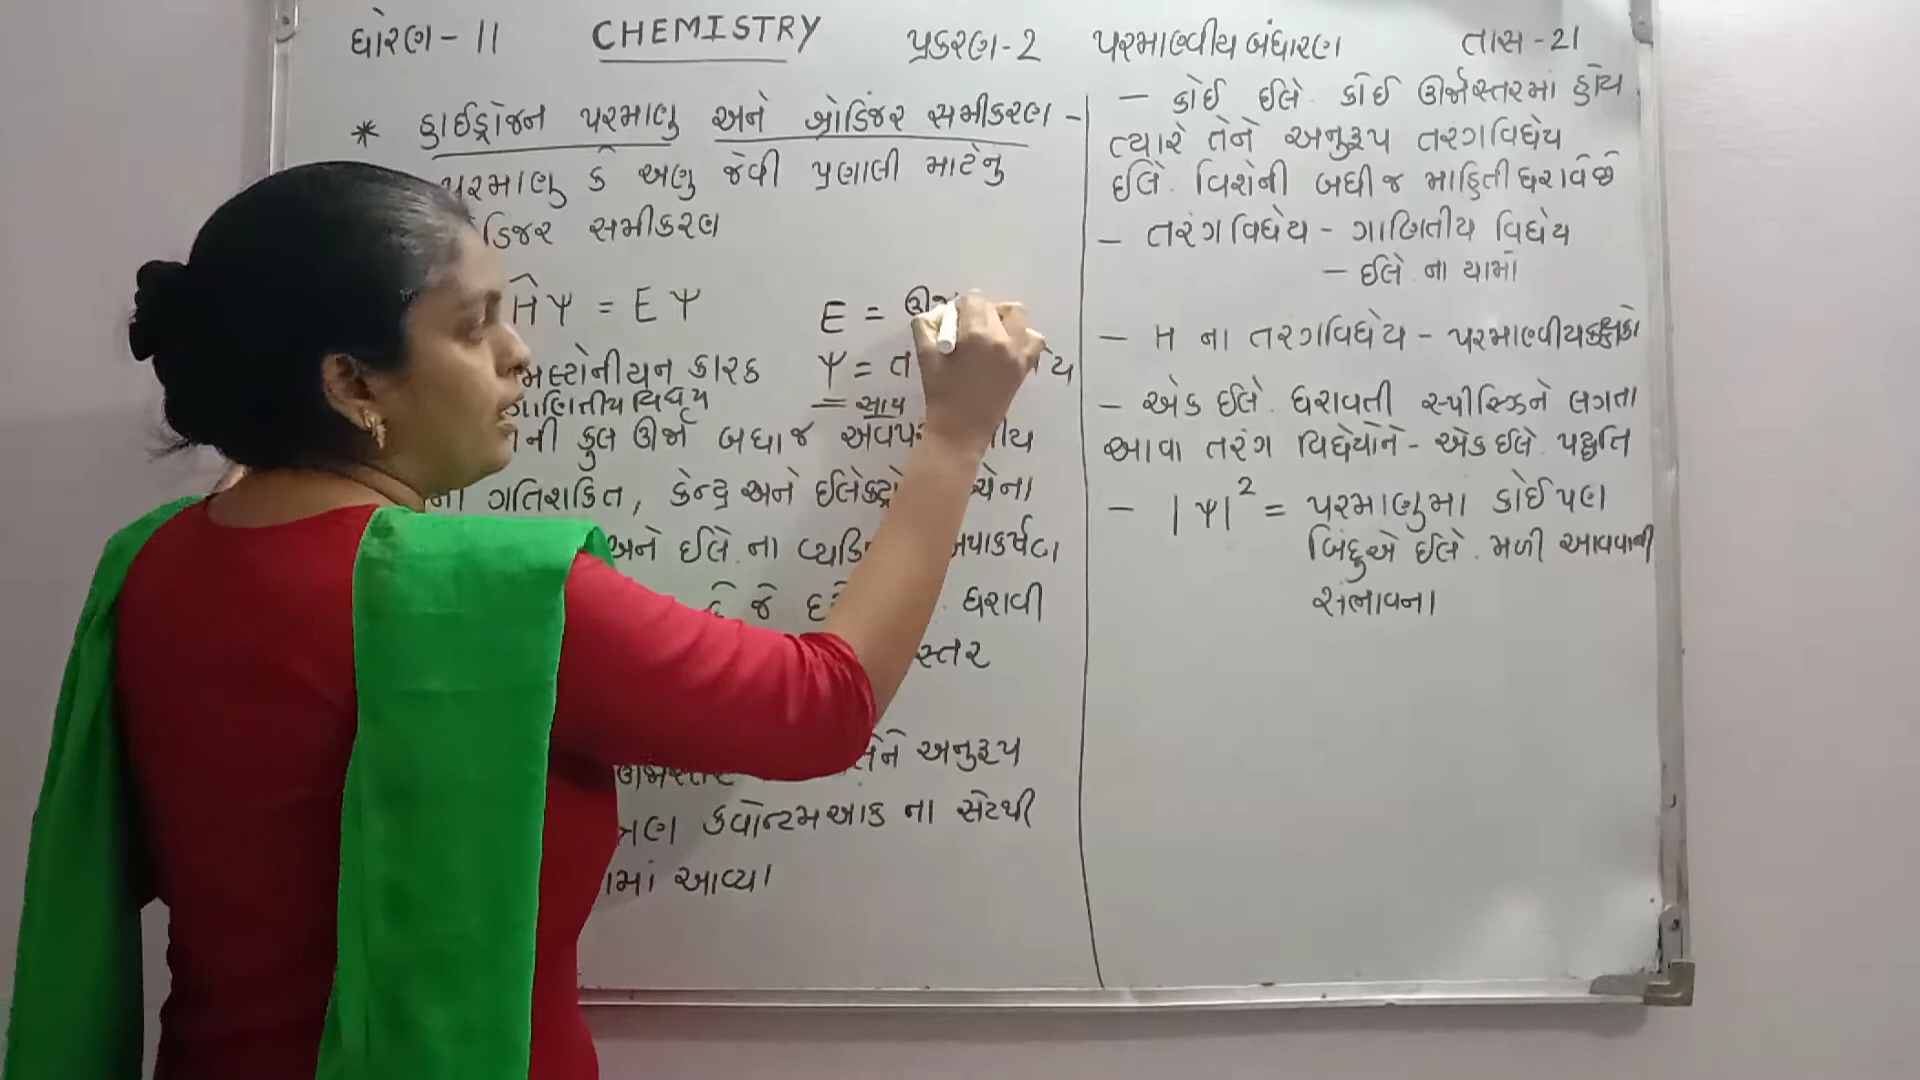 ધોરણ - 11 CHEMISTRY પ્રકરણ-2 પરમાણ્વીય બંધારણ તાસ - 21
* હાઈડ્રોજન પરમાણુ અને શ્રોડિંજર સમીકરણ -
પરમાણુ કે અણુ જેવી પ્રણાલી માટેનુ
ડિંજર સમીકરણ
Ĥψ = Eψ E =
મિલ્ટોનીયન કારક ψ = ત
ગાણિતીય વિધેય = સાય
ની કુલ ઊર્જા બધા જ અવપ
ના ગતિશક્તિ, કેન્દ્ર અને ઈલેક્ટ્રો
અને ઈલે. ના
જે ધરાવી
સ્તર
તેને અનુરૂપ
ત્રણ ક્વોન્ટમઆંક ના સેટથી
માં આવ્યા
- કોઈ ઈલે. કોઈ ઊર્જાસ્તરમાં હોય
ત્યારે તેને અનુરૂપ તરંગવિધેય
ઈલે. વિશેની બધી જ માહિતી ધરાવે છે
- તરંગ વિધેય - ગાણિતીય વિધેય
- ઈલે. ના યામાં
- H ના તરંગવિધેય - પરમાણ્વીયકક્ષકો
- એક ઈલે. ધરાવતી સ્પીસિઝને લગતા
આવા તરંગ વિધેયોને - એક ઈલે. પદ્ધતિ
- |ψ|² = પરમાણુમા કોઈપણ
બિંદુએ ઈલે. મળી આવવાની
સંભાવના